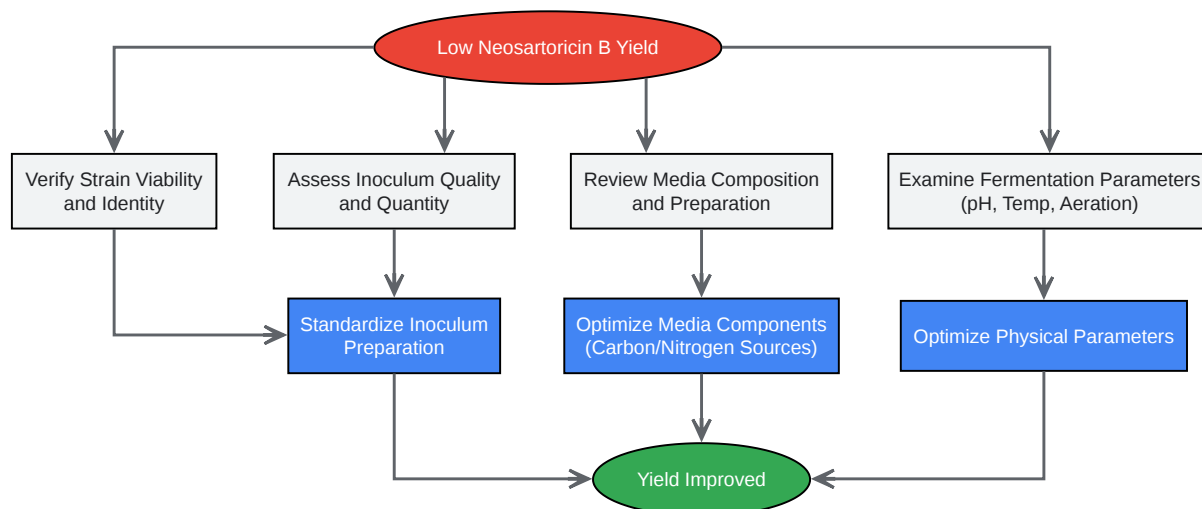 Low Neosartoricin B Yield
Verify Strain Viability
and Identity
Assess Inoculum Quality
and Quantity
Review Media Composition
and Preparation
Examine Fermentation Parameters
(pH, Temp, Aeration)
Standardize Inoculum
Preparation
Optimize Media Components
(Carbon/Nitrogen Sources)
Optimize Physical Parameters
Yield Improved